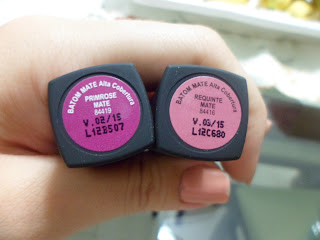 BATOM MATE Alta Cobertura
PRIMROSE
MATE
84419
V.02/15
L12B507
BATOM MATE Alta Cobertura
REQUINTE
MATE
84416
V.03/15
L12C680